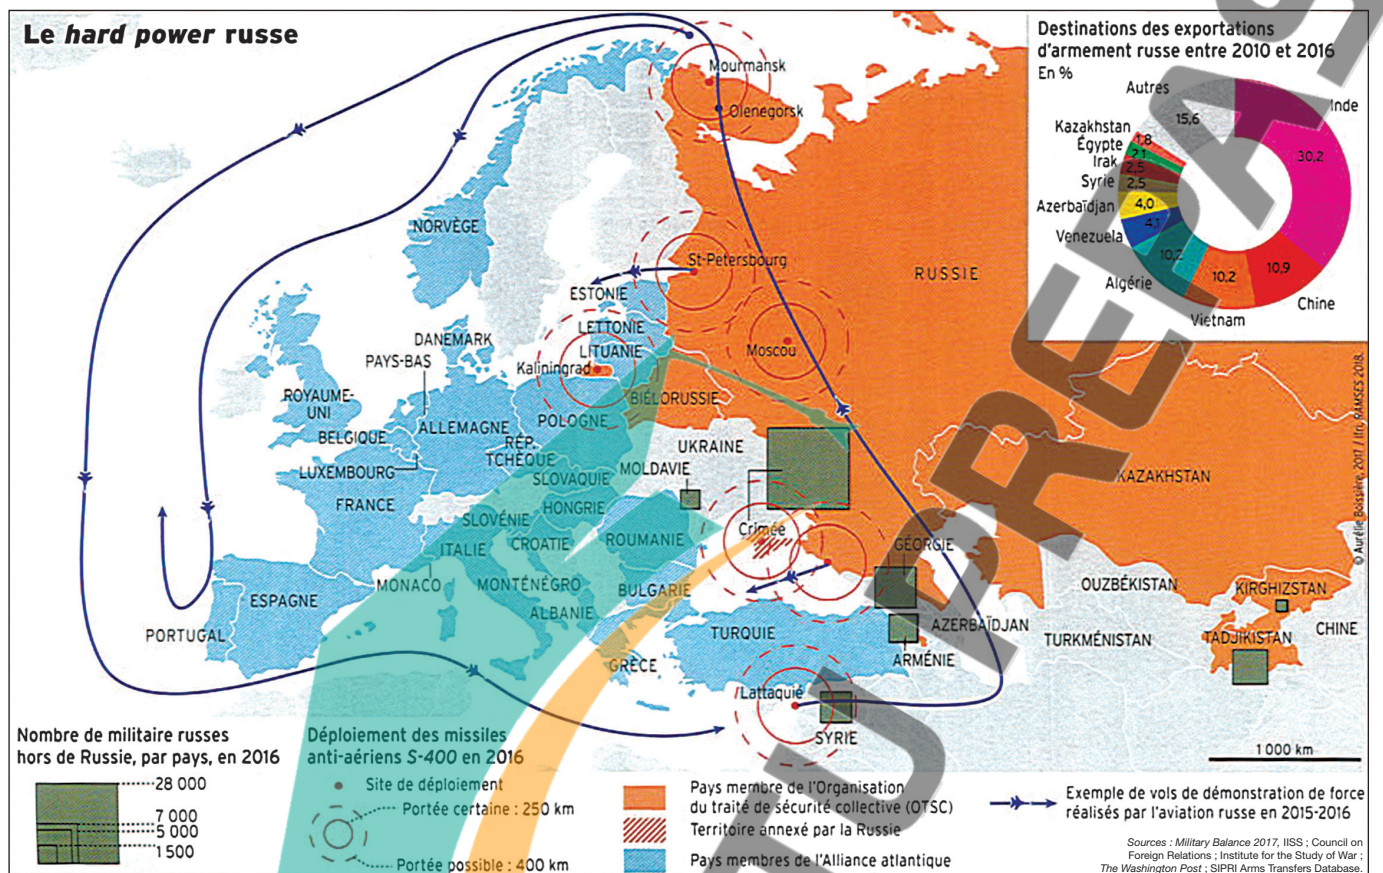 Le hard power russe
Destinations des exportations
d'armement russe entre 2010 et 2016
En %
Autres
Inde
Kazakhstan
Égypte
Irak
Syrie
Azerbaïdjan
Venezuela
Algérie
Vietnam
Chine
15,6
30,2
1,8
2,1
2,5
2,5
4,0
4,1
10,2
10,2
10,9
Mourmansk
Olenegorsk
NORVÈGE
St-Petersbourg
RUSSIE
ESTONIE
LETTONIE
LITUANIE
Moscou
DANEMARK
PAYS-BAS
Kaliningrad
BIÉLORUSSIE
ROYAUME-
UNI
POLOGNE
ALLEMAGNE
BELGIQUE
RÉP.
TCHÈQUE
UKRAINE
LUXEMBOURG
MOLDAVIE
SLOVAQUIE
KAZAKHSTAN
FRANCE
HONGRIE
SLOVÉNIE
Crimée
CROATIE
ROUMANIE
GÉORGIE
ITALIE
MONACO
MONTÉNÉGRO
OUZBÉKISTAN
KIRGHIZSTAN
BULGARIE
ESPAGNE
ALBANIE
AZERBAÏDJAN
CHINE
PORTUGAL
TURQUIE
TURKMÉNISTAN
TADJIKISTAN
GRÈCE
ARMÉNIE
Lattaquié
SYRIE
1 000 km
© Aurélie Boissière, 2017 / Ifri, RAMSES 2018.
Nombre de militaire russes
hors de Russie, par pays, en 2016
28 000
7 000
5 000
1 500
Déploiement des missiles
anti-aériens S-400 en 2016
Site de déploiement
Portée certaine : 250 km
Portée possible : 400 km
Pays membre de l'Organisation
du traité de sécurité collective (OTSC)
Territoire annexé par la Russie
Pays membres de l'Alliance atlantique
Exemple de vols de démonstration de force
réalisés par l'aviation russe en 2015-2016
Sources : Military Balance 2017, IISS ; Council on
Foreign Relations ; Institute for the Study of War ;
The Washington Post ; SIPRI Arms Transfers Database.